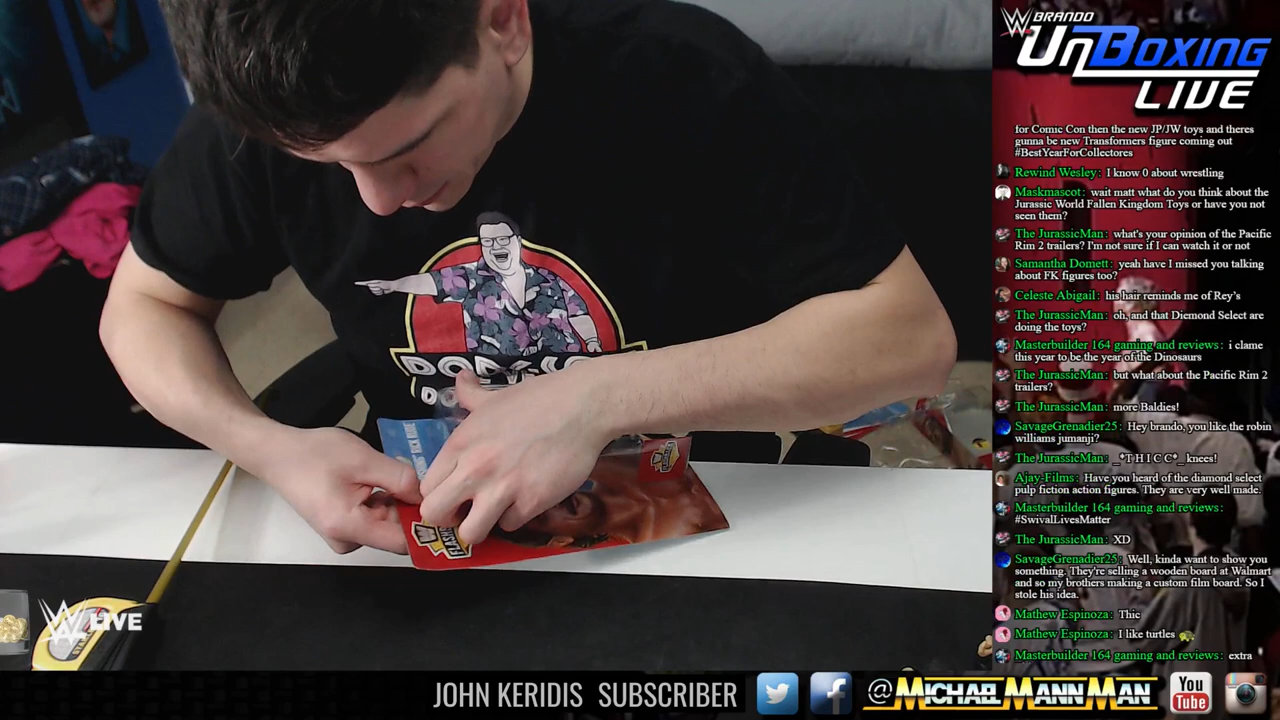 W BRANDO
UnBoxing
LIVE
for Comic Con then the new JP/JW toys and theres
gunna be new Transformers figure coming out
#BestYearForCollectores
Rewind Wesley: I know 0 about wrestling
Maskmascot: wait matt what do you think about the
Jurassic World Fallen Kingdom Toys or have you not
seen them?
The JurassicMan: what's your opinion of the Pacific
Rim 2 trailers? I'm not sure if I can watch it or not
Samantha Domett: yeah have I missed you talking
about FK figures too?
Celeste Abigail: his hair reminds me of Rey's
The JurassicMan: oh, and that Diemond Select are
doing the toys?
Masterbuilder 164 gaming and reviews: i clame
this year to be the year of the Dinosaurs
The JurassicMan: but what about the Pacific Rim 2
trailers?
The JurassicMan: more Baldies!
SavageGrenadier25: Hey brando, you like the robin
williams jumanji?
The JurassicMan: _*T H I C C*_ knees!
Ajay-Films: Have you heard of the diamond select
pulp fiction action figures. They are very well made.
Masterbuilder 164 gaming and reviews:
#SwivalLivesMatter
The JurassicMan: XD
SavageGrenadier25: Well, kinda want to show you
something. They're selling a wooden board at Walmart
and so my brothers making a custom film board. So I
stole his idea.
Mathew Espinoza: Thie
Mathew Espinoza: I like turtles
Masterbuilder 164 gaming and reviews: extra
W LIVE
JOHN KERIDIS SUBSCRIBER
@MICHAELMANNMAN
You
Tube